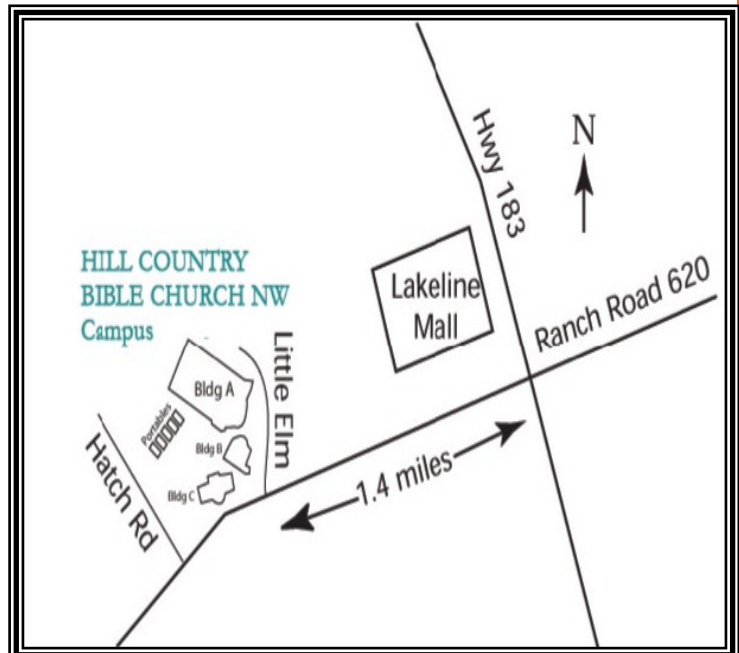 Hwy 183
N
HILL COUNTRY
BIBLE CHURCH NW
Campus
Lakeline
Mall
Ranch Road 620
Little Elm
Bldg A
Portables
Bldg B
Bldg C
Hatch Rd
1.4 miles